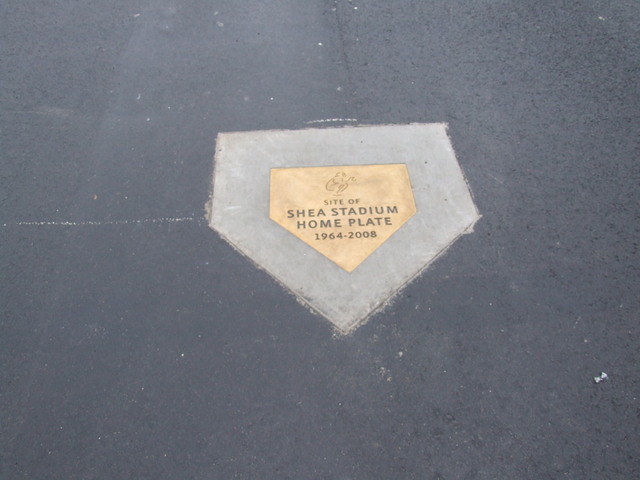 SITE OF
SHEA STADIUM
HOME PLATE
1964-2008